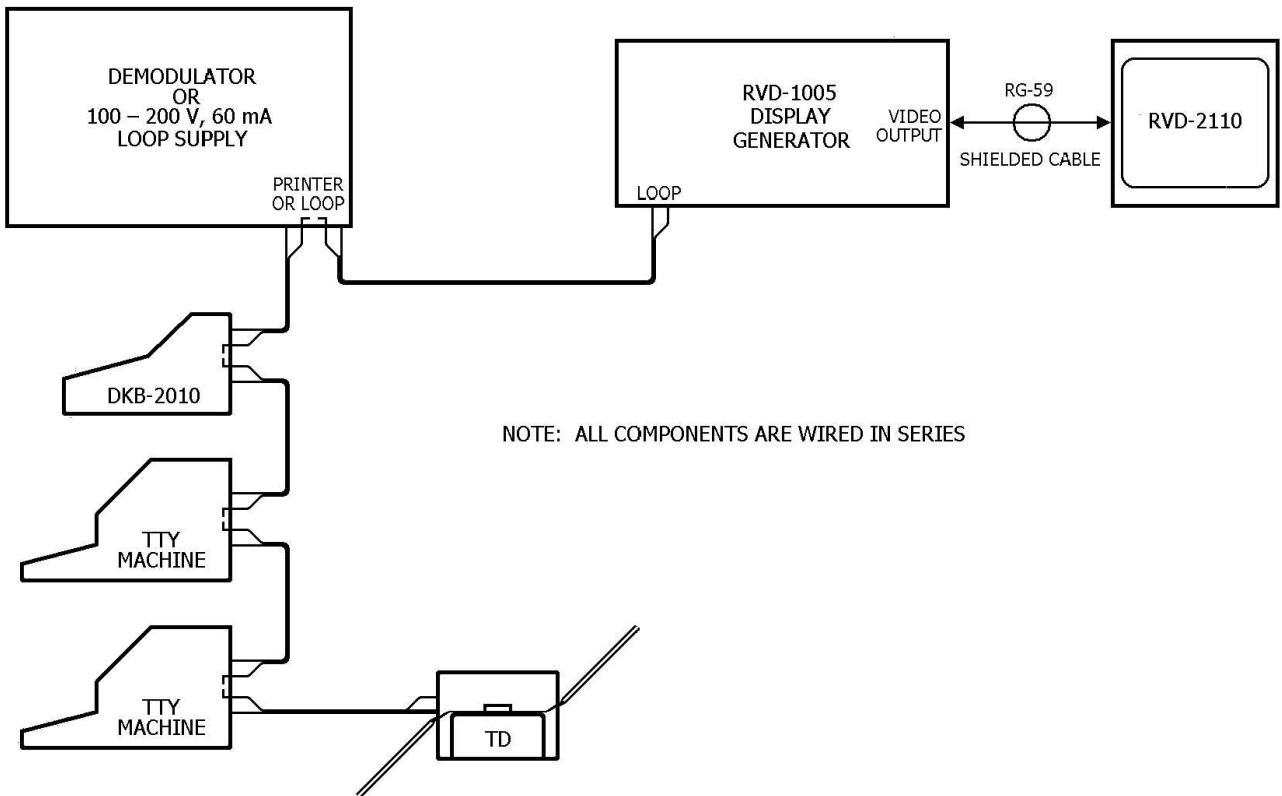 DEMODULATOR
OR
100 – 200 V, 60 mA
LOOP SUPPLY
PRINTER
OR LOOP
RVD-1005
DISPLAY
GENERATOR
VIDEO
OUTPUT
LOOP
RG-59
SHIELDED CABLE
RVD-2110
DKB-2010
NOTE: ALL COMPONENTS ARE WIRED IN SERIES
TTY
MACHINE
TTY
MACHINE
TD